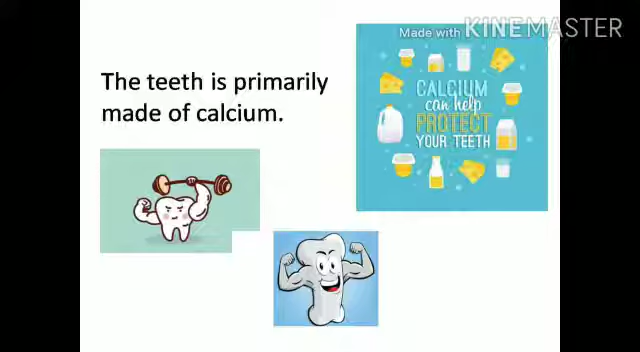 Made with KINEMASTER
The teeth is primarily
made of calcium.
CALCIUM
can help
PROTECT
YOUR TEETH